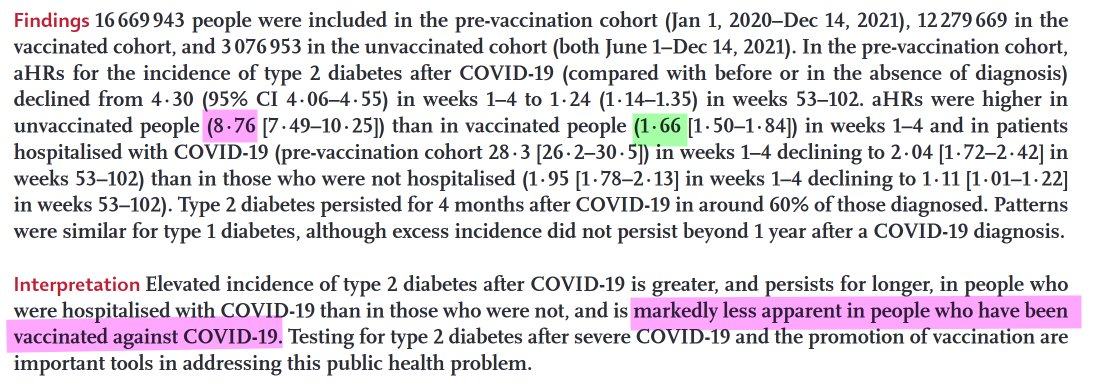 Findings 16 669 943 people were included in the pre-vaccination cohort (Jan 1, 2020–Dec 14, 2021), 12 279 669 in the
vaccinated cohort, and 3 076 953 in the unvaccinated cohort (both June 1–Dec 14, 2021). In the pre-vaccination cohort,
aHRs for the incidence of type 2 diabetes after COVID-19 (compared with before or in the absence of diagnosis)
declined from 4·30 (95% CI 4·06–4·55) in weeks 1–4 to 1·24 (1·14–1.35) in weeks 53–102. aHRs were higher in
unvaccinated people (8·76 [7·49–10·25]) than in vaccinated people (1·66 [1·50–1·84]) in weeks 1–4 and in patients
hospitalised with COVID-19 (pre-vaccination cohort 28·3 [26·2–30·5]) in weeks 1–4 declining to 2·04 [1·72–2·42] in
weeks 53–102) than in those who were not hospitalised (1·95 [1·78–2·13] in weeks 1–4 declining to 1·11 [1·01–1·22]
in weeks 53–102). Type 2 diabetes persisted for 4 months after COVID-19 in around 60% of those diagnosed. Patterns
were similar for type 1 diabetes, although excess incidence did not persist beyond 1 year after a COVID-19 diagnosis.
Interpretation Elevated incidence of type 2 diabetes after COVID-19 is greater, and persists for longer, in people who
were hospitalised with COVID-19 than in those who were not, and is markedly less apparent in people who have been
vaccinated against COVID-19. Testing for type 2 diabetes after severe COVID-19 and the promotion of vaccination are
important tools in addressing this public health problem.